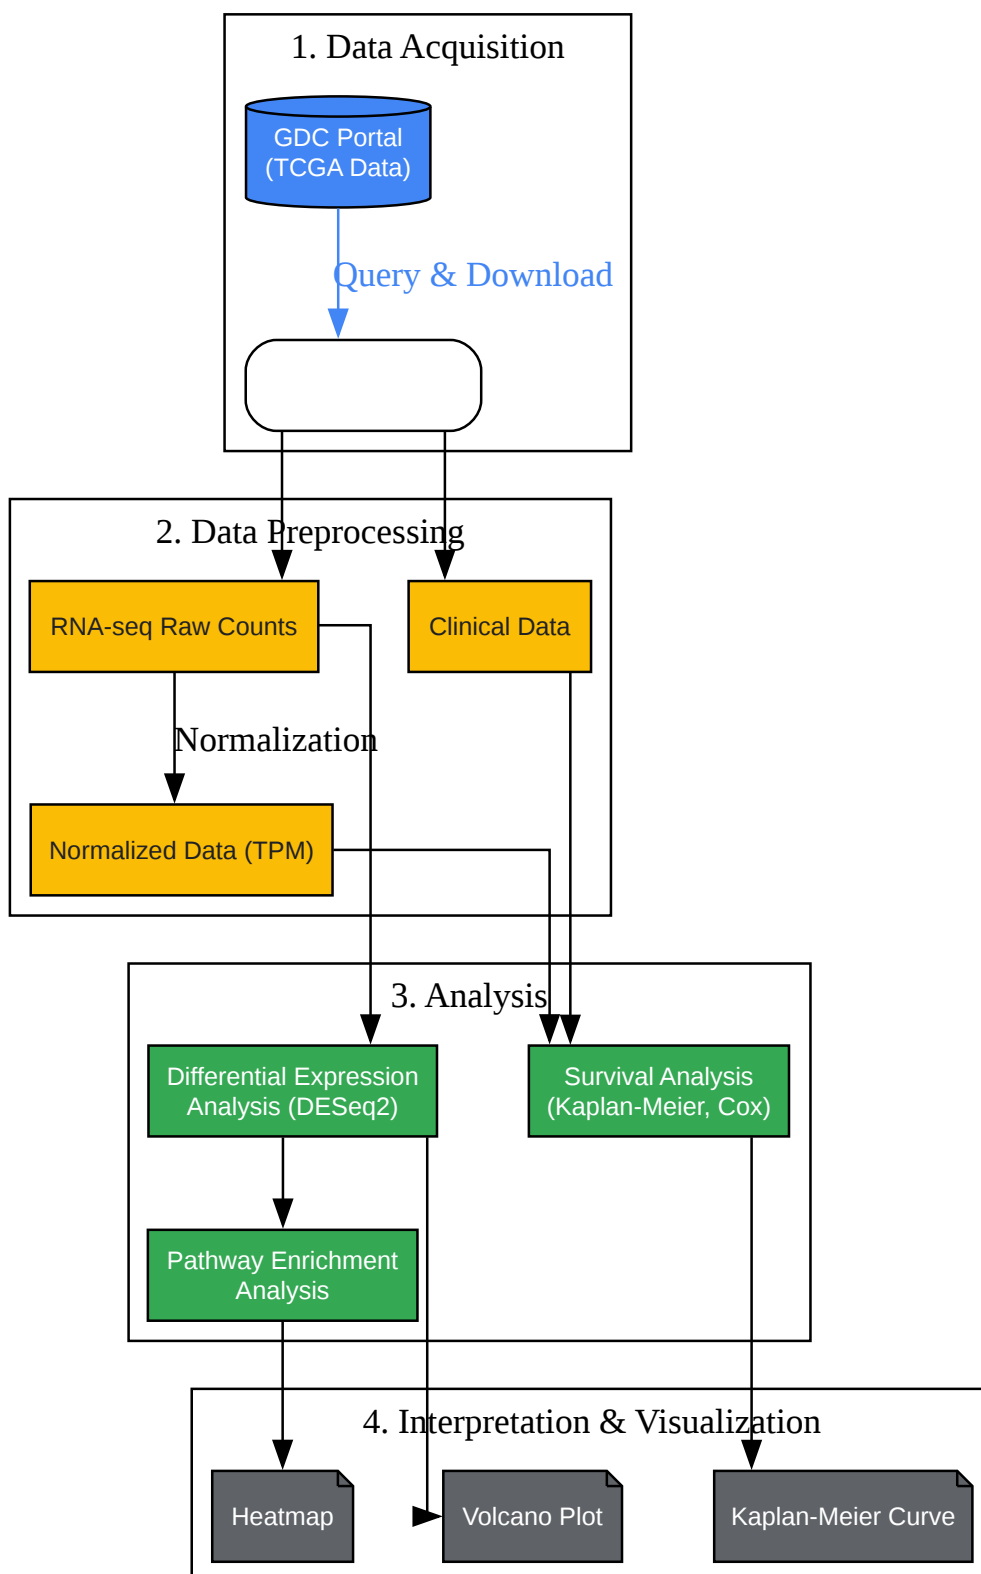 1. Data Acquisition
GDC Portal
(TCGA Data)
Query & Download
2. Data Preprocessing
RNA-seq Raw Counts
Clinical Data
Normalization
Normalized Data (TPM)
3. Analysis
Differential Expression
Analysis (DESeq2)
Survival Analysis
(Kaplan-Meier, Cox)
Pathway Enrichment
Analysis
4. Interpretation & Visualization
Heatmap
Volcano Plot
Kaplan-Meier Curve